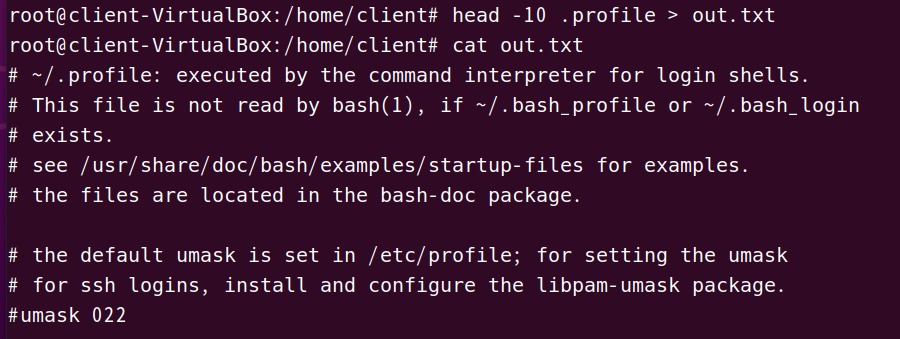 root@client-VirtualBox:/home/client# head -10 .profile > out.txt
root@client-VirtualBox:/home/client# cat out.txt
# ~/.profile: executed by the command interpreter for login shells.
# This file is not read by bash(1), if ~/.bash_profile or ~/.bash_login
# exists.
# see /usr/share/doc/bash/examples/startup-files for examples.
# the files are located in the bash-doc package.

# the default umask is set in /etc/profile; for setting the umask
# for ssh logins, install and configure the libpam-umask package.
#umask 022